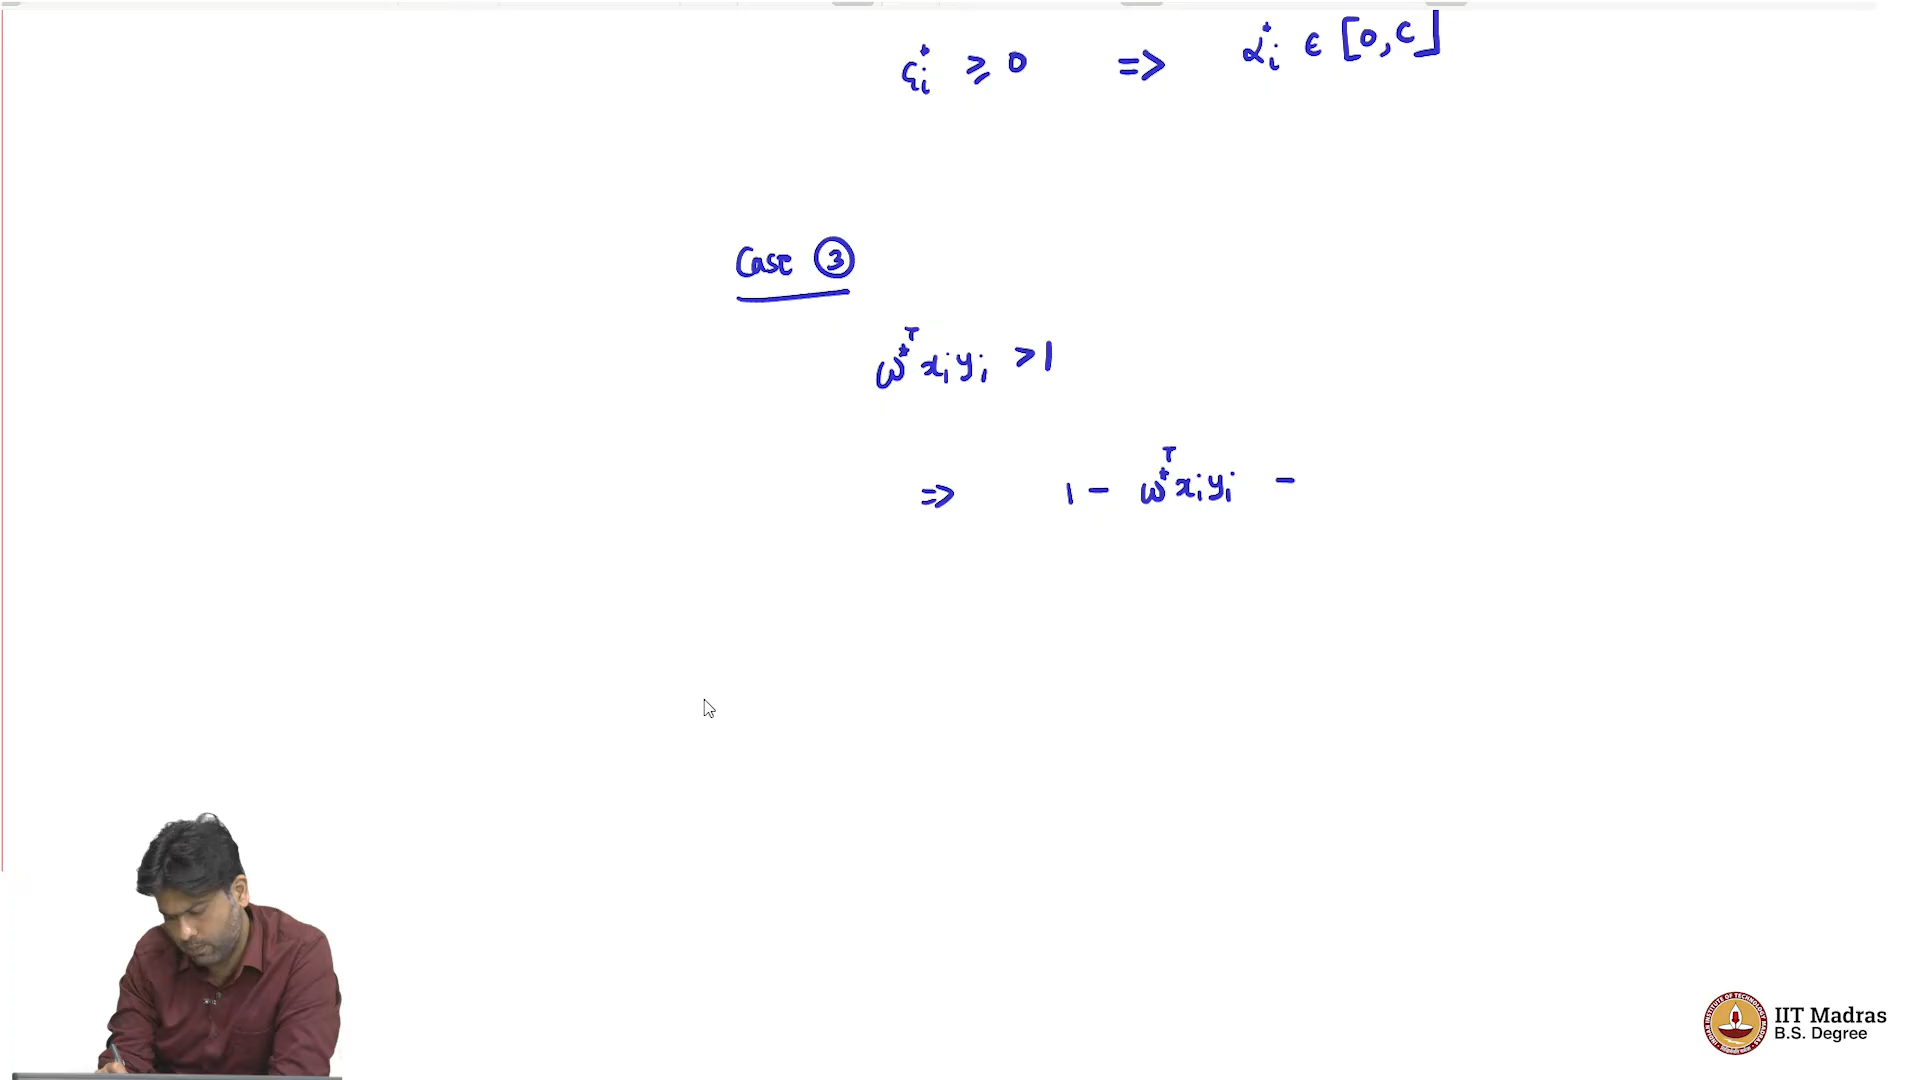 ξᵢ* ≥ 0 ⇒ αᵢ* ∈ [0, C]
Case ③
ω*ᵀxᵢyᵢ > 1
⇒ 1 − ω*ᵀxᵢyᵢ −
IIT Madras
B.S. Degree